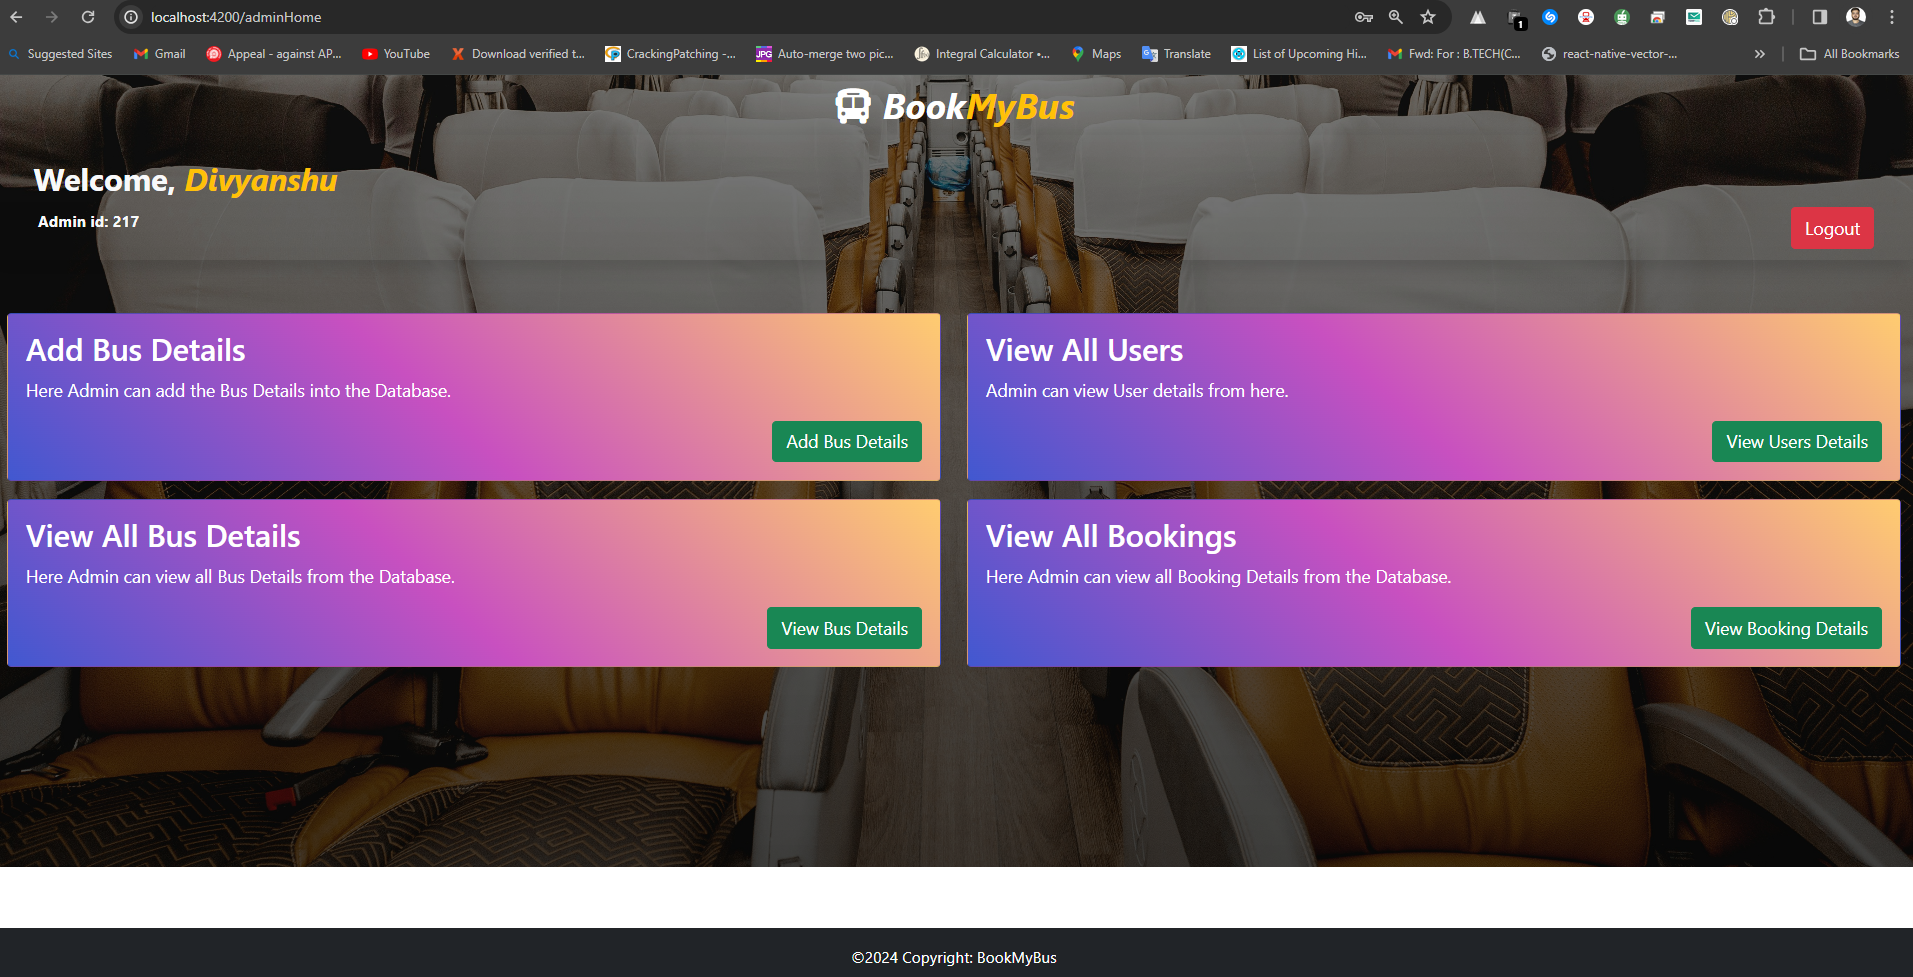 localhost:4200/adminHome
1
Suggested Sites Gmail Appeal - against AP... YouTube Download verified t... CrackingPatching -... JPG Auto-merge two pic... Integral Calculator •... Maps Translate List of Upcoming Hi... Fwd: For : B.TECH(C... react-native-vector-... » All Bookmarks
BookMyBus
Welcome, Divyanshu
Admin id: 217
Logout
Add Bus Details
Here Admin can add the Bus Details into the Database.
Add Bus Details
View All Users
Admin can view User details from here.
View Users Details
View All Bus Details
Here Admin can view all Bus Details from the Database.
View Bus Details
View All Bookings
Here Admin can view all Booking Details from the Database.
View Booking Details
©2024 Copyright: BookMyBus